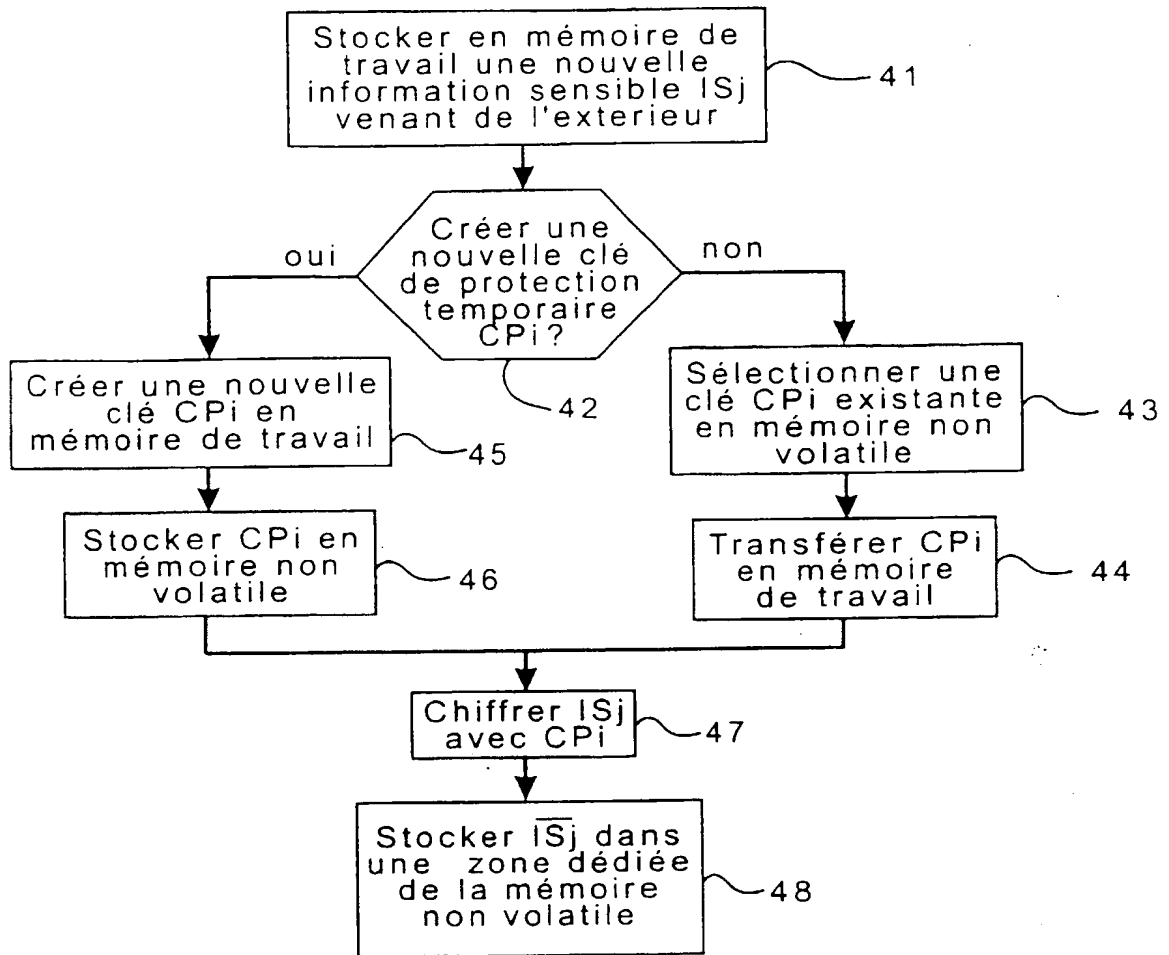 Stocker en mémoire de
travail une nouvelle
information sensible ISj
venant de l'exterieur
41
Créer une
nouvelle clé
de protection
temporaire
CPi?
oui
non
42
Créer une nouvelle
clé CPi en
mémoire de travail
45
Sélectionner une
clé CPi existante
en mémoire non
volatile
43
Stocker CPi en
mémoire non
volatile
46
Transférer CPi
en mémoire
de travail
44
Chiffrer ISj
avec CPi
47
Stocker I̅S̅j dans
une zone dédiée
de la mémoire
non volatile
48